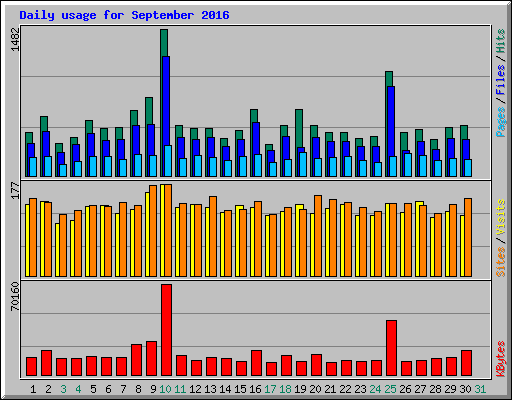 Daily usage for September 2016
1482
177
70160
Pages / Files / Hits
Sites / Visits
KBytes
1 2 3 4 5 6 7 8 9 10 11 12 13 14 15 16 17 18 19 20 21 22 23 24 25 26 27 28 29 30 31